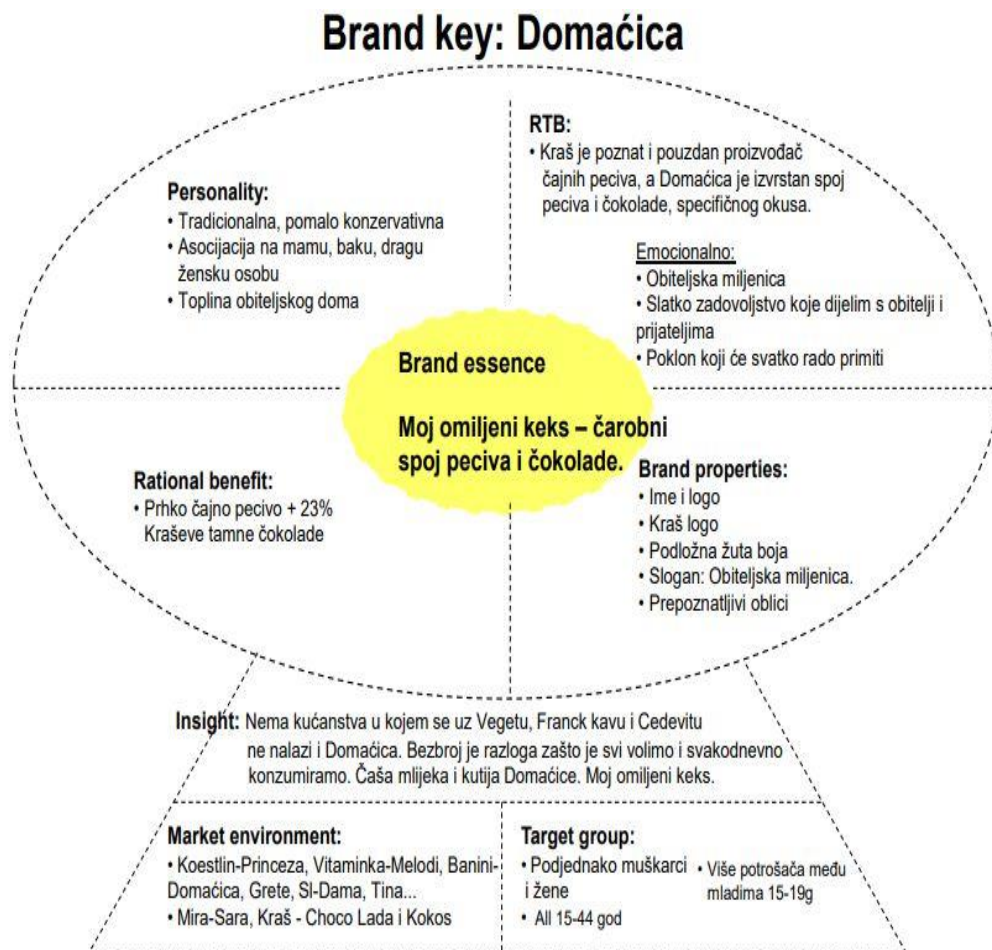 Brand key: Domaćica
Personality:
• Tradicionalna, pomalo konzervativna
• Asocijacija na mamu, baku, dragu
žensku osobu
• Toplina obiteljskog doma
RTB:
• Kraš je poznat i pouzdan proizvođač
čajnih peciva, a Domaćica je izvrstan spoj
peciva i čokolade, specifičnog okusa.
Emocionalno:
• Obiteljska miljenica
• Slatko zadovoljstvo koje dijelim s obitelji i
prijateljima
• Poklon koji će svatko rado primiti
Brand essence
Moj omiljeni keks – čarobni
spoj peciva i čokolade.
Rational benefit:
• Prhko čajno pecivo + 23%
Kraševe tamne čokolade
Brand properties:
• Ime i logo
• Kraš logo
• Podložna žuta boja
• Slogan: Obiteljska miljenica.
• Prepoznatljivi oblici
Insight: Nema kućanstva u kojem se uz Vegetu, Franck kavu i Cedevitu
ne nalazi i Domaćica. Bezbroj je razloga zašto je svi volimo i svakodnevno
konzumiramo. Čaša mlijeka i kutija Domaćice. Moj omiljeni keks.
Market environment:
• Koestlin-Princeza, Vitaminka-Melodi, Banini-
Domaćica, Grete, Sl-Dama, Tina...
• Mira-Sara, Kraš - Choco Lada i Kokos
Target group:
• Podjednako muškarci
i žene
• All 15-44 god
• Više potrošača među
mladima 15-19g